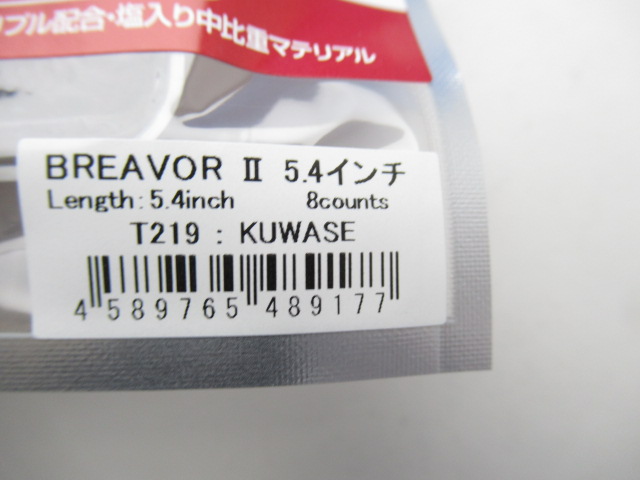 プル配合・塩入り中比重マテリアル
BREAVOR II 5.4インチ
Length:5.4inch 8counts
T219 : KUWASE
4 589765 489177